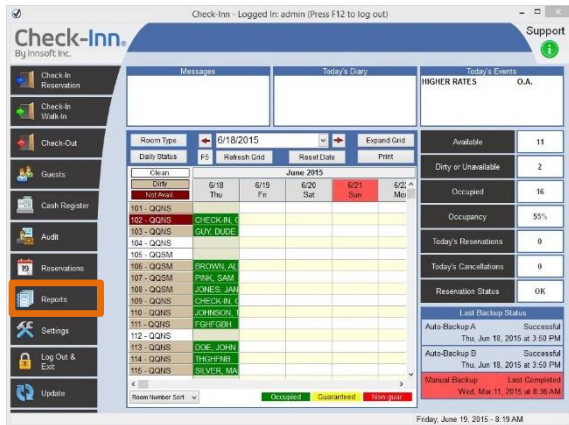 Check-Inn - Logged In: admin (Press F12 to log out)
Check-Inn®
By Innsoft Inc.
Support
Check-In
Reservation
Check-In
Walk-In
Check-Out
Guests
Cash Register
Audit
19
Reservations
Reports
Settings
Log Out &
Exit
Update
Messages
Today's Diary
Today's Events
HIGHER RATES O.A.
Room Type
6/18/2015
Expand Grid
Daily Status
F5
Refresh Grid
Reset Date
Print
Clean
Dirty
Not Avail
June 2015
6/18 6/19 6/20 6/21 6/22
Thu Fri Sat Sun Mon
101 - QQNS
102 - QQNS CHECK-IN, C
103 - QQNS GUY, DUDE
104 - QQNS
105 - QQSM
106 - QQSM BROWN, AL
107 - QQSM PINK, SAM
108 - QQSM JONES, JAN
109 - QQNS CHECK-IN, C
110 - QQNS JOHNSON, T
111 - QQNS FGHFGBH
112 - QQNS
113 - QQNS DOE, JOHN
114 - QQNS THGHFNB
115 - QQNS SILVER, MA
Room Number Sort
Occupied Guaranteed Non-guar
Available 11
Dirty or Unavailable 2
Occupied 16
Occupancy 55%
Today's Reservations 0
Today's Cancellations 0
Reservation Status OK
Last Backup Status
Auto-Backup A Successful
Thu, Jun 18, 2015 at 3:50 PM
Auto-Backup B Successful
Thu, Jun 18, 2015 at 3:50 PM
Manual Backup Last Completed
Wed, Mar 11, 2015 at 8:36 AM
Friday, June 19, 2015 - 8:19 AM